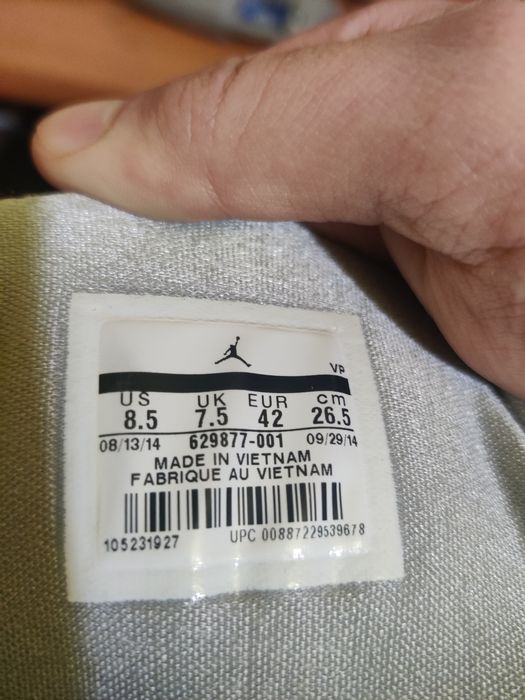 VP
US UK EUR cm
8.5 7.5 42 26.5
08/13/14 629877-001 09/29/14
MADE IN VIETNAM
FABRIQUE AU VIETNAM
105231927 UPC 00887229539678